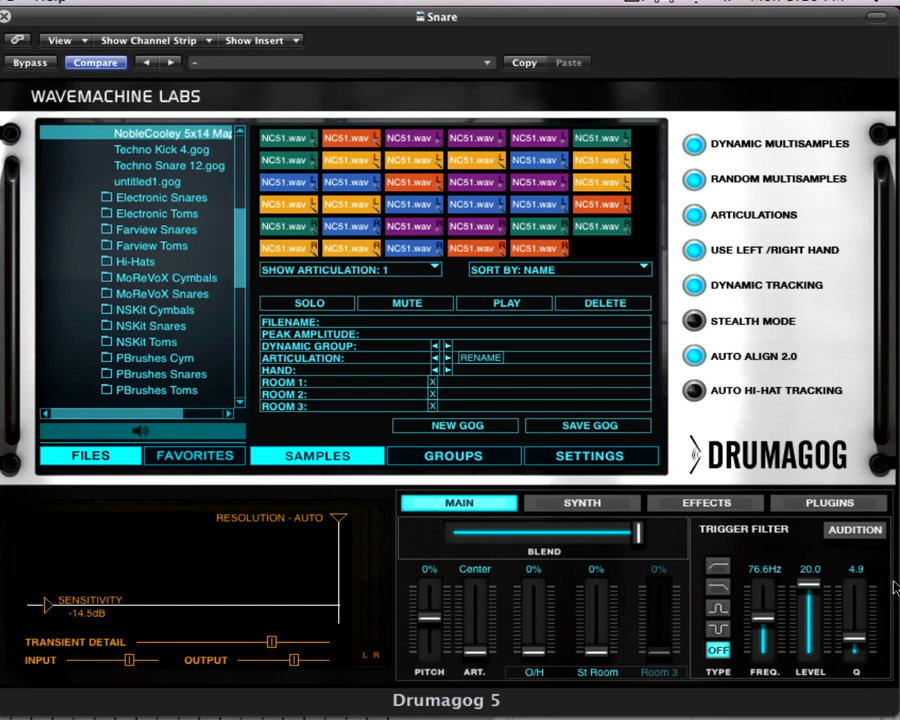 Snare
View Show Channel Strip Show Insert
Bypass Compare - Copy Paste
WAVEMACHINE LABS
NobleCooley 5x14 Map
Techno Kick 4.gog
Techno Snare 12.gog
untitled1.gog
Electronic Snares
Electronic Toms
Farview Snares
Farview Toms
Hi-Hats
MoReVoX Cymbals
MoReVoX Snares
NSKit Cymbals
NSKit Snares
NSKit Toms
PBrushes Cym
PBrushes Snares
PBrushes Toms
FILES FAVORITES
NC51.wav L NC51.wav L NC51.wav L NC51.wav L NC51.wav L NC51.wav L
NC51.wav NC51.wav NC51.wav NC51.wav NC51.wav NC51.wav
NC51.wav NC51.wav NC51.wav NC51.wav NC51.wav NC51.wav
NC51.wav NC51.wav NC51.wav NC51.wav NC51.wav NC51.wav
NC51.wav R NC51.wav R NC51.wav R NC51.wav R NC51.wav R NC51.wav R
NC51.wav R NC51.wav R NC51.wav R NC51.wav R NC51.wav R
SHOW ARTICULATION: 1 SORT BY: NAME
SOLO MUTE PLAY DELETE
FILENAME:
PEAK AMPLITUDE:
DYNAMIC GROUP:
ARTICULATION: RENAME
HAND:
ROOM 1: X
ROOM 2: X
ROOM 3: X
NEW GOG SAVE GOG
SAMPLES GROUPS SETTINGS
DYNAMIC MULTISAMPLES
RANDOM MULTISAMPLES
ARTICULATIONS
USE LEFT /RIGHT HAND
DYNAMIC TRACKING
STEALTH MODE
AUTO ALIGN 2.0
AUTO HI-HAT TRACKING
DRUMAGOG
RESOLUTION - AUTO
SENSITIVITY
-14.5dB
TRANSIENT DETAIL
INPUT OUTPUT
L R
MAIN SYNTH EFFECTS PLUGINS
BLEND
0% Center 0% 0% 0%
PITCH ART. O/H St Room Room 3
TRIGGER FILTER AUDITION
76.6Hz 20.0 4.9
OFF
TYPE FREQ. LEVEL Q
Drumagog 5